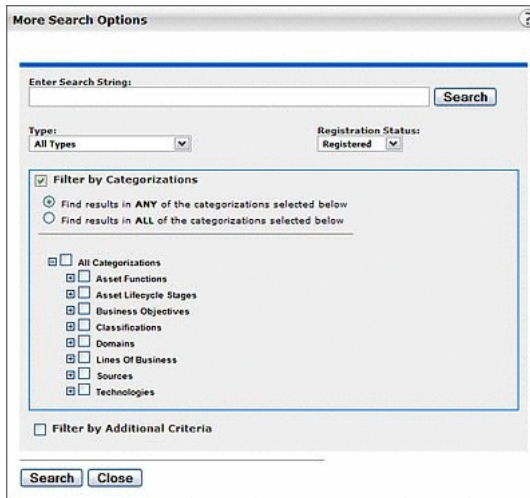 More Search Options
?
Enter Search String:
Search
Type:
Registration Status:
All Types
Registered
Filter by Categorizations
Find results in ANY of the categorizations selected below
Find results in ALL of the categorizations selected below
All Categorizations
Asset Functions
Asset Lifecycle Stages
Business Objectives
Classifications
Domains
Lines Of Business
Sources
Technologies
Filter by Additional Criteria
Search
Close